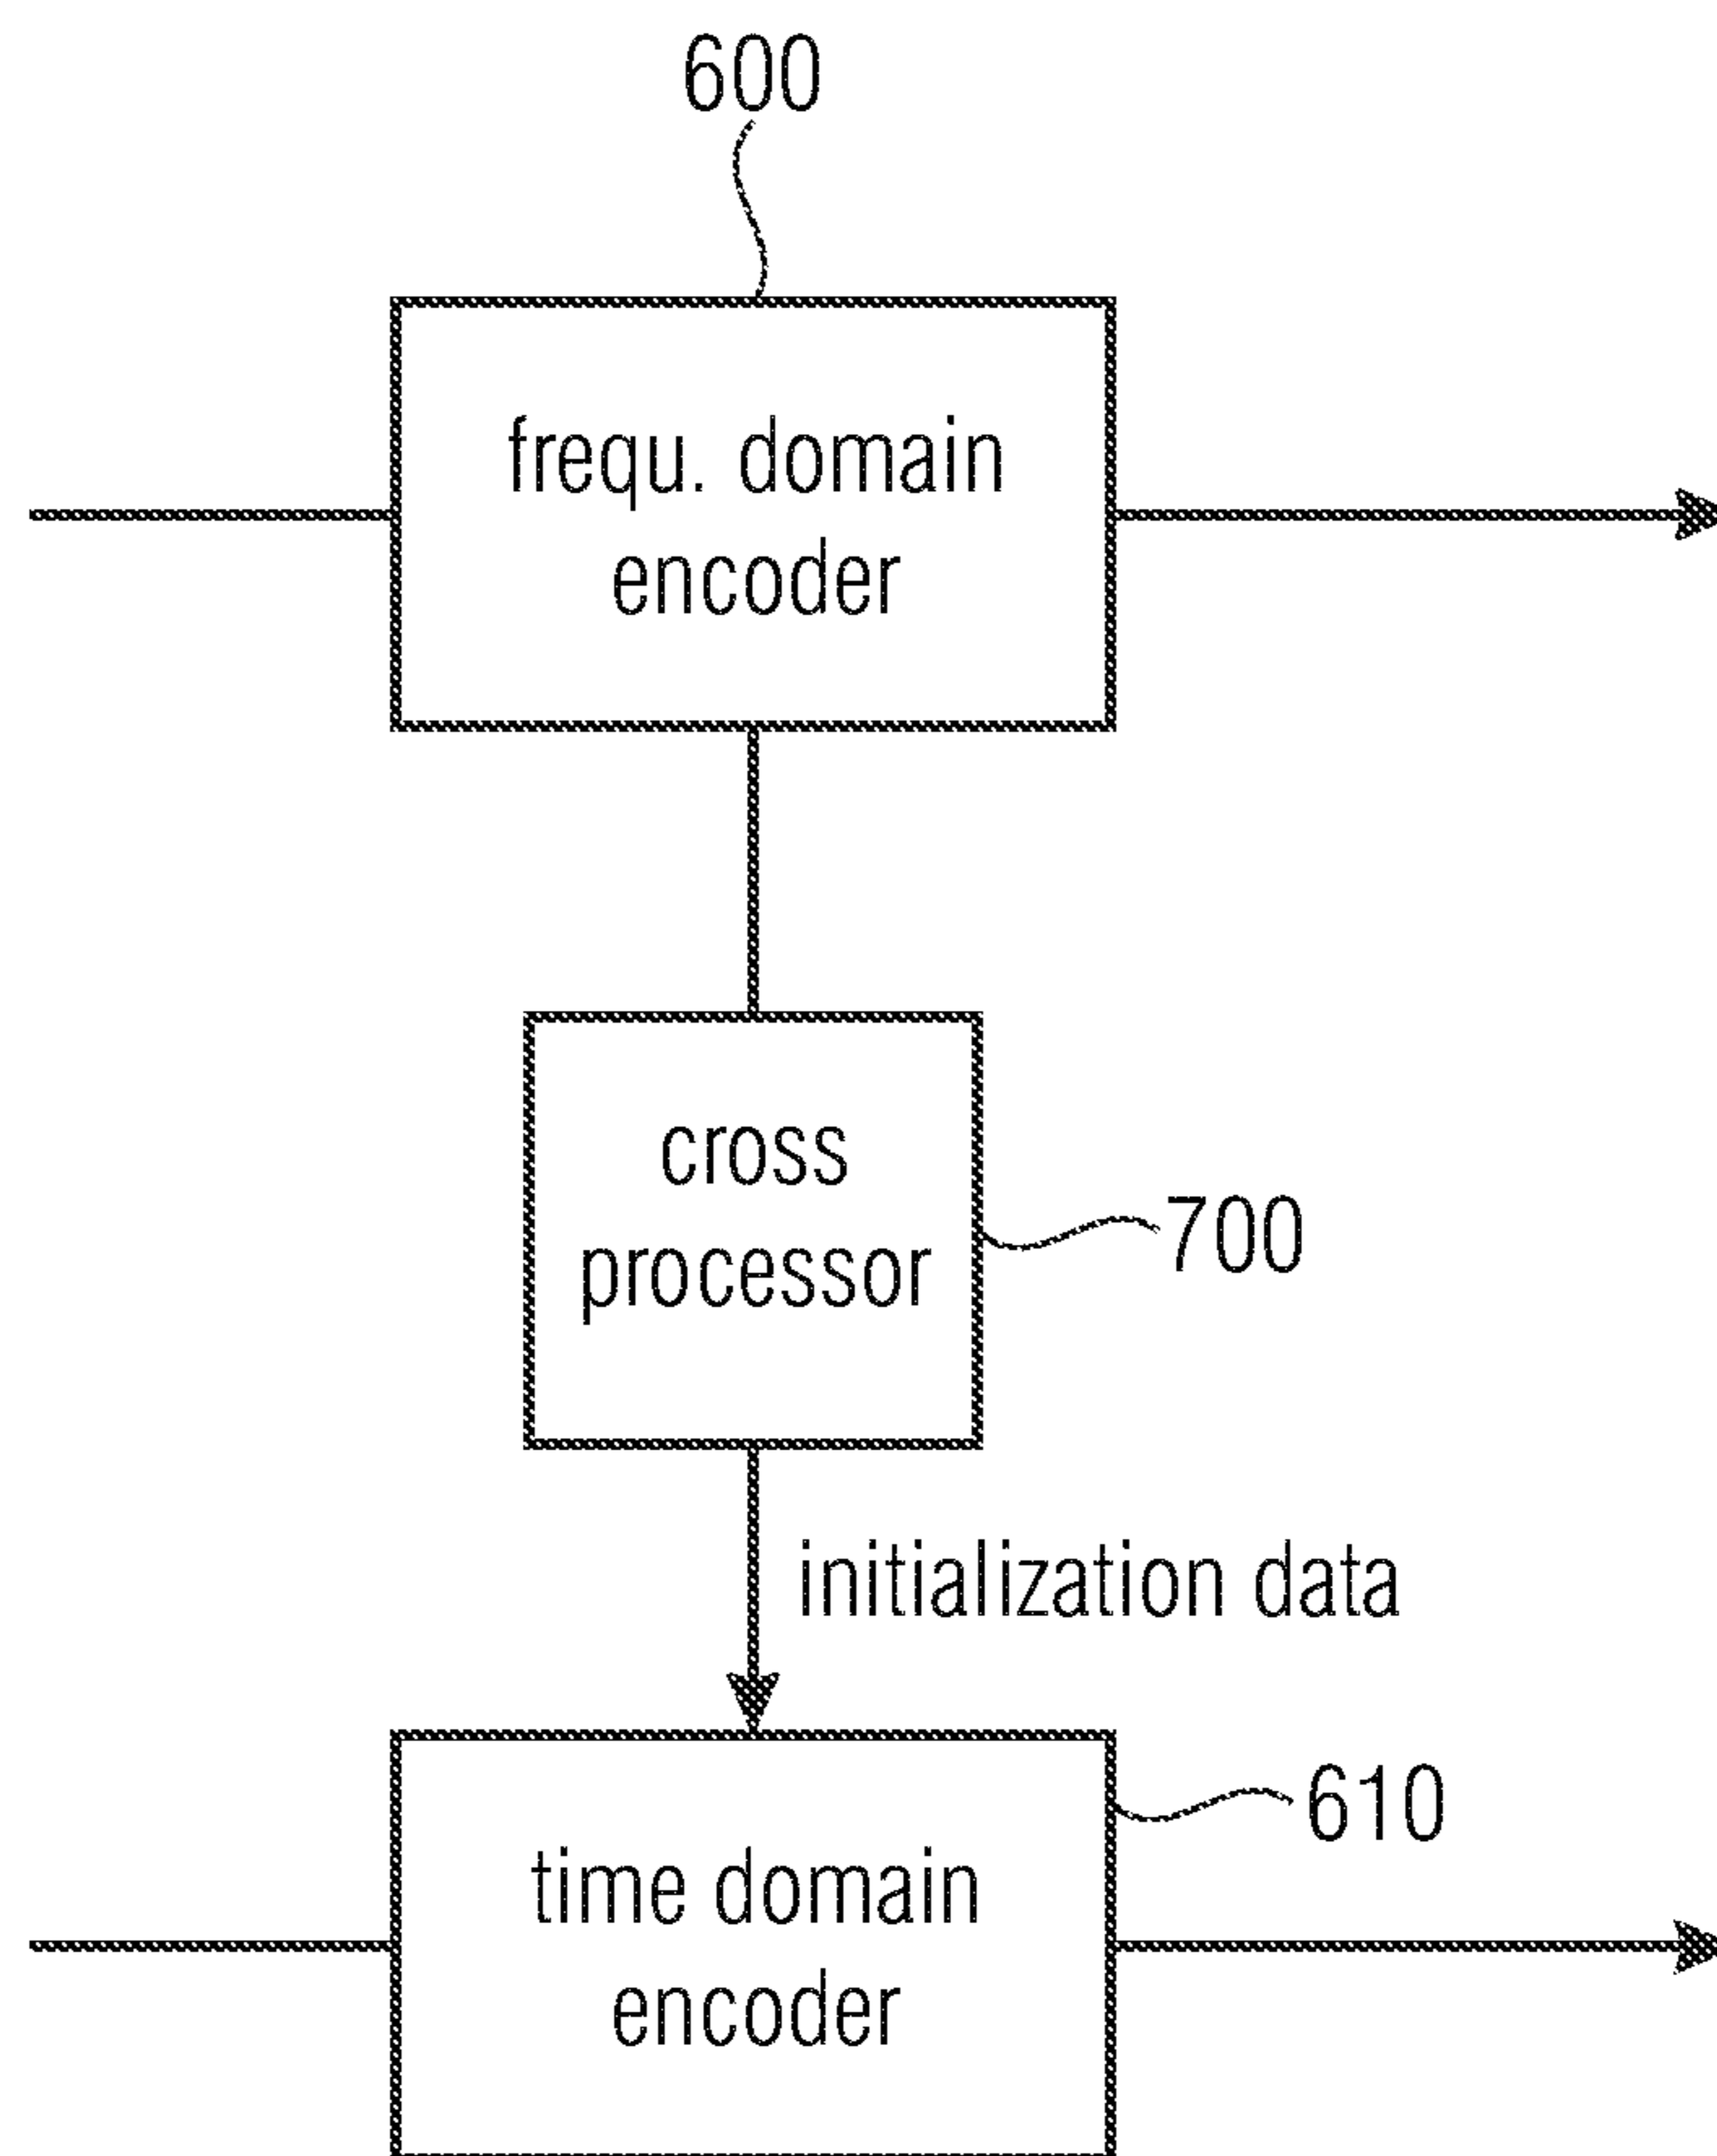 600
frequ. domain
encoder
cross
processor
700
initialization data
610
time domain
encoder